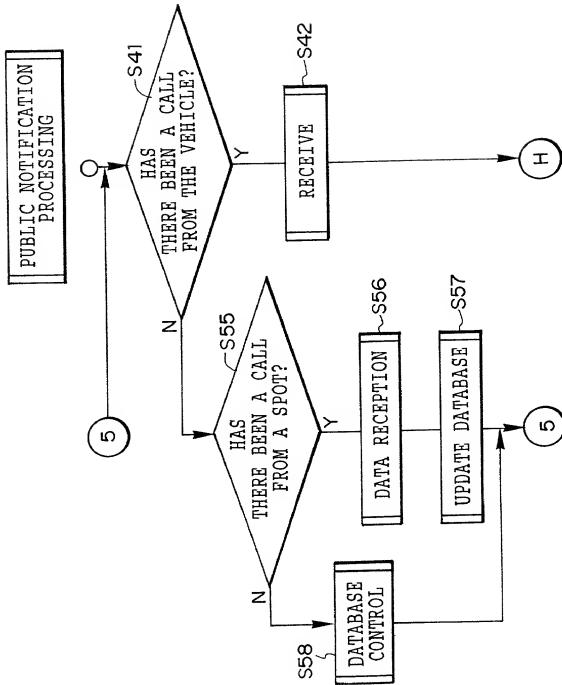 PUBLIC NOTIFICATION
PROCESSING
5
S41
HAS
THERE BEEN A CALL
FROM THE VEHICLE?
N
Y
S42
RECEIVE
H
S55
HAS
THERE BEEN A CALL
FROM A SPOT?
N
Y
S56
DATA RECEPTION
S57
UPDATE DATABASE
S58
DATABASE
CONTROL
5